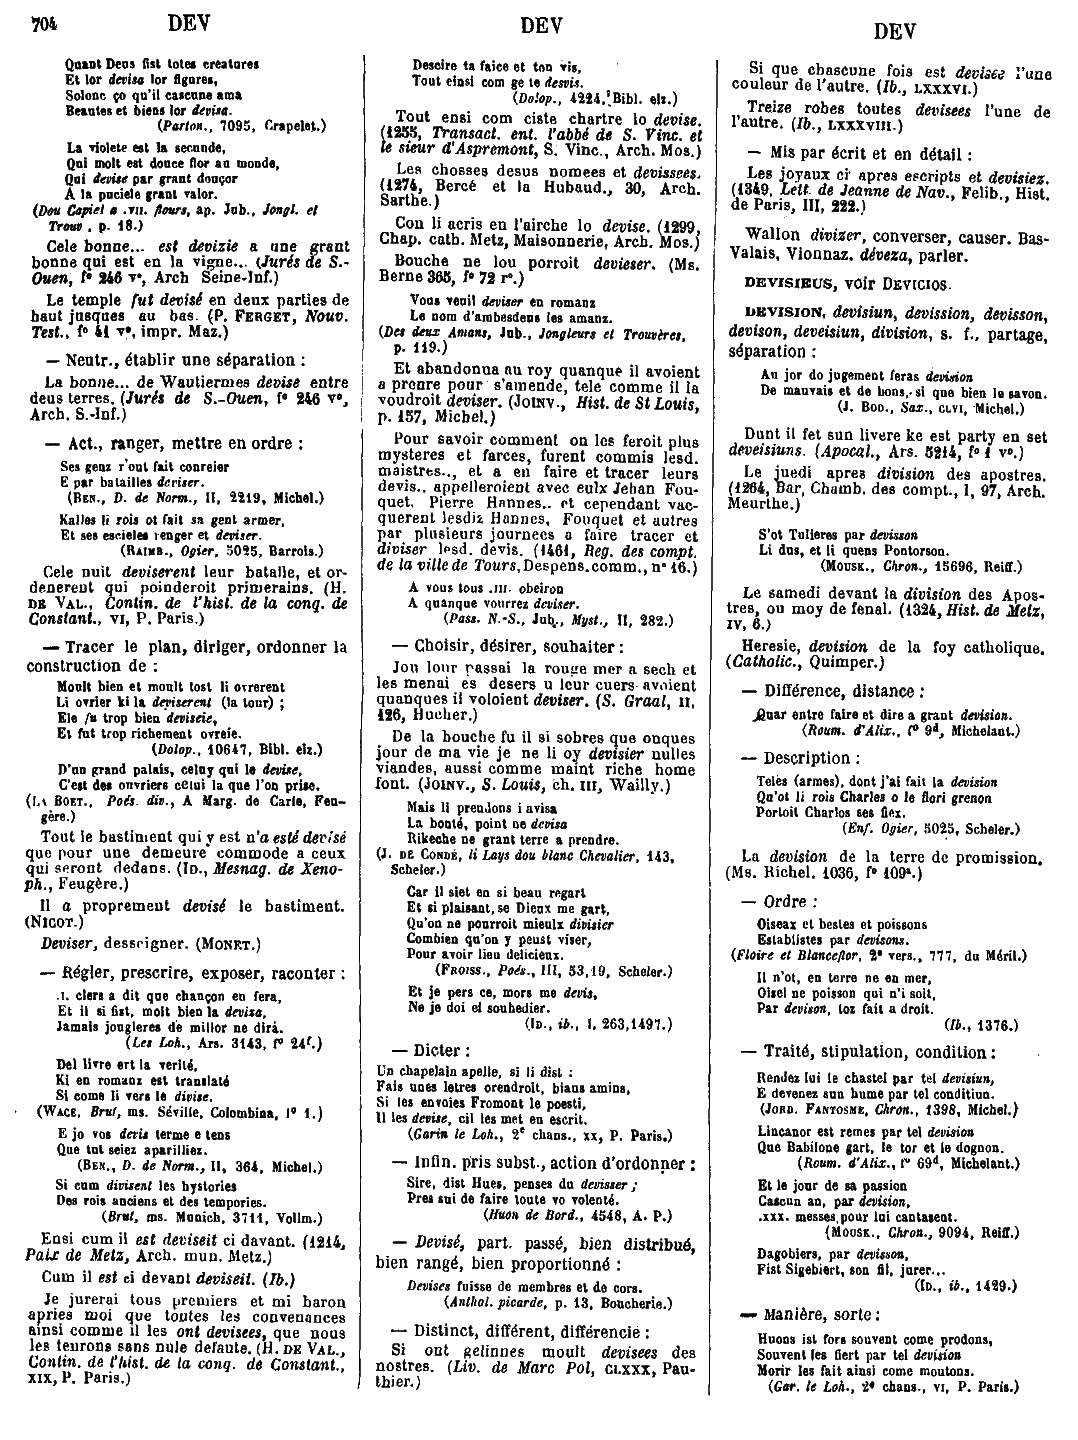 704 DEV
DEV
DEV
Quant Deus fist totes creatures
Et lor devisa lor figures,
Solonc ço qu'il cascune ama
Beautes et biens lor devisa.
(Parton., 7095, Crapelet.)
La violete est la secunde,
Qui molt est douce flor au monde,
Qui devise par grant douçor
A la puciele grant valor.
(Dou Capiel a .VII. flours, ap. Jub., Jongl. et
Trouv., p. 18.)
Cele bonne... est devizie a une grant
bonne qui est en la vigne... (Jurés de S.-
Ouen, f° 246 v°, Arch Seine-Inf.)
Le temple fut devisé en deux parties de
haut jusques au bas. (P. FERGET, Nouv.
Test., f° 41 v°, impr. Maz.)
— Neutr., établir une séparation :
La bonne... de Wautiermes devise entre
deus terres. (Jurés de S.-Ouen, f° 246 v°,
Arch. S.-Inf.)
— Act., ranger, mettre en ordre :
Ses genz r'out fait conreier
E par batailles deviser.
(BEN., D. de Norm., II, 2219, Michel.)
Kalles li rois ot fait sa gent armer,
Et ses escieles renger et deviser.
(RAIMB., Ogier, 5025, Barrois.)
Cele nuit deviserent leur batalle, et or-
denerent qui poinderoit primerains. (H.
DE VAL., Contin. de l'hist. de la conq. de
Constant., VI, P. Paris.)
— Tracer le plan, diriger, ordonner la
construction de :
Moult bien et moult tost li ovrerent
Li ovrier ki la deviserent (la tour) ;
Ele fu trop bien deviseie,
Et fut trop richement ovreie.
(Dolop., 10647, Bibl. elz.)
D'un grand palais, celuy qui le devise,
C'est des ouvriers celui la que l'on prise.
(LA BOET., Poés. div., A Marg. de Carle, Feu-
gère.)
Tout le bastiment qui y est n'a esté devisé
que pour une demeure commode a ceux
qui seront dedans. (ID., Mesnag. de Xeno-
ph., Feugère.)
Il a proprement devisé le bastiment.
(NICOT.)
Deviser, desseigner. (MONET.)
— Régler, prescrire, exposer, raconter :
.I. clers a dit que chançon en fera,
Et il si fist, molt bien la deviza,
Jamais jougleres de millor ne dira.
(Les Loh., Ars. 3143, f° 24f.)
Del livre ert la verité,
Ki en romanz est translaté
Si come li vers le divise.
(WACE, Brut, ms. Séville, Colombina, f° 1.)
E jo vos devis terme e tens
Que tut seiez aparilliez.
(BEN., D. de Norm., II, 364, Michel.)
Si cum divisent les hystories
Des rois anciens et des tempories.
(Brut, ms. Munich, 3711, Vollm.)
Ensi cum il est deviseit ci davant. (1214,
Paix de Metz, Arch. mun. Metz.)
Cum il est ci devant deviseit. (Ib.)
Je jurerai tous premiers et mi baron
apries moi que toutes les convenances
ainsi comme il les ont devisees, que nous
les teurons sans nule defaute. (H. DE VAL.,
Contin. de l'hist. de la conq. de Constant.,
XIX, P. Paris.)
Descire ta faice et ton vis,
Tout einsi com ge te desvis.
(Dolop., 4224, Bibl. elz.)
Tout ensi com ciste chartre lo devise.
(1255, Transact. ent. l'abbé de S. Vinc. et
le sieur d'Aspremont, S. Vinc., Arch. Mos.)
Les chosses desus nomees et devissees.
(1274, Bercé et la Hubaud., 30, Arch.
Sarthe.)
Con li acris en l'airche lo devise. (1299,
Chap. cath. Metz, Maisonnerie, Arch. Mos.)
Bouche ne lou porroit devieser. (Ms.
Berne 365, f° 72 r°.)
Vous veuil deviser en romanz
Le nom d'ambesdeus les amanz.
(Des deux Amans, Jub., Jongleurs et Trouvères,
p. 119.)
Et abandonna au roy quanque il avoient
a prenre pour s'amende, tele comme il la
voudroit deviser. (JOINV., Hist. de St Louis,
p. 157, Michel.)
Pour savoir comment on les feroit plus
mysteres et farces, furent commis lesd.
maistres.., et a en faire et tracer leurs
devis.. appelleroient avec eulx Jehan Fou-
quet, Pierre Hannes.. et cependant vac-
querent lesdiz Hannes, Fouquet et autres
par plusieurs journees a faire tracer et
diviser lesd. devis. (1461, Reg. des compt.
de la ville de Tours, Despens. comm., n° 16.)
A vous tous .III. obeiron
A quanque vourrez deviser.
(Pass. N.-S., Jub., Myst., II, 282.)
— Choisir, désirer, souhaiter :
Jou lour passai la rouge mer a sech et
les menai es desers u leur cuers avoient
quanques il voloient deviser. (S. Graal, II,
126, Hucher.)
De la bouche fu il si sobres que onques
jour de ma vie je ne li oy devisier nulles
viandes, aussi comme maint riche home
font. (JOINV., S. Louis, ch. III, Wailly.)
Mais li prendons i avisa
La bonté, point ne devisa
Rikeche ne grant terre a prendre.
(J. DE CONDÉ, li Lays dou blanc Chevalier, 143,
Scheler.)
Car il siet en si beau regart
Et si plaisant, se Dieux me gart,
Qu'on ne pourroit mieulx divisier
Combien qu'on y peust viser,
Pour avoir lieu delicieux.
(FROISS., Poés., III, 53,19, Scheler.)
Et je pers ce, mors me devis,
Ne je doi el souhedier.
(ID., ib., I, 263,1497.)
— Dicter :
Un chapelain apelle, si li dist :
Fais unes letres orendroit, biaus amins,
Si les envoies Fromont le poesti,
Il les devise, cil les met en escrit.
(Garin le Loh., 2e chans., XX, P. Paris.)
— Infin. pris subst., action d'ordonner :
Sire, dist Hues, penses du devisser ;
Pres sui de faire toute vo volenté.
(Huon de Bord., 4548, A. P.)
— Devisé, part. passé, bien distribué,
bien rangé, bien proportionné :
Devises fuisse de membres et de cors.
(Anthol. picarde, p. 13, Boucherie.)
— Distinct, différent, différencié :
Si ont gelinnes moult devisees des
nostres. (Liv. de Marc Pol, CLXXX, Pau-
thier.)
Si que chascune fois est devisee l'une
couleur de l'autre. (Ib., LXXXVI.)
Treize robes toutes devisees l'une de
l'autre. (Ib., LXXXVIII.)
— Mis par écrit et en détail :
Les joyaux ci apres escripts et devisiez.
(1349, Lett. de Jeanne de Nav., Felib., Hist.
de Paris, III, 222.)
Wallon divizer, converser, causer. Bas-
Valais, Vionnaz, déveza, parler.
DEVISIEUS, voir DEVICIOS.
DEVISION, devisiun, devission, devisson,
devison, deveisiun, division, s. f., partage,
séparation :
Au jor do jugement feras devision
De mauvais et de bons, si que bien le savon.
(J. BOD., Sax., CLVI, Michel.)
Dunt il fet sun livere ke est party en set
deveisiuns. (Apocal., Ars. 5214, f° 1 v°.)
Le juedi apres division des apostres.
(1264, Bar, Chamb. des compt., I, 97, Arch.
Meurthe.)
S'ot Tulieres par devisson
Li dus, et li quens Pontorson.
(MOUSK., Chron., 15696, Reiff.)
Le samedi devant la division des Apos-
tres, ou moy de fenal. (1324, Hist. de Metz,
IV, 6.)
Heresie, devision de la foy catholique.
(Catholic., Quimper.)
— Différence, distance :
Quar entre faire et dire a grant devision.
(Roum. d'Alix., f° 9d, Michelant.)
— Description :
Teles (armes), dont j'ai fait la devision
Qu'ot li rois Charles o le flori grenon
Portoit Charlos ses fiex.
(Enf. Ogier, 5025, Scheler.)
La devision de la terre de promission.
(Ms. Richel. 1036, f° 109a.)
— Ordre :
Oiseax et bestes et poissons
Establistes par devisons.
(Floire et Blanceflor, 2e vers., 777, du Méril.)
Il n'ot, en terre ne en mer,
Oisel ne poisson qui n'i soit,
Par devison, toz fait a droit.
(Ib., 1376.)
— Traité, stipulation, condition :
Rendez lui le chastel par tel devisiun,
E devenez sun hume par tel conditiun.
(JORD. FANTOSME, Chron., 1398, Michel.)
Lincanor est remes par tel devision
Que Babilone gart, le tor et le dognon.
(Roum. d'Alix., f° 69d, Michelant.)
Et le jour de sa passion
Cascun an, par devision,
.XXX. messes pour lui cantasent.
(MOUSK., Chron., 9094, Reiff.)
Dagobiers, par devisson,
Fist Sigebiert, son fil, jurer...
(ID., ib., 1429.)
— Manière, sorte :
Huons ist fors souvent come prodons,
Souvent les fiert par tel devision
Morir les fait ainsi come moutons.
(Gar. le Loh., 2e chans., VI, P. Paris.)